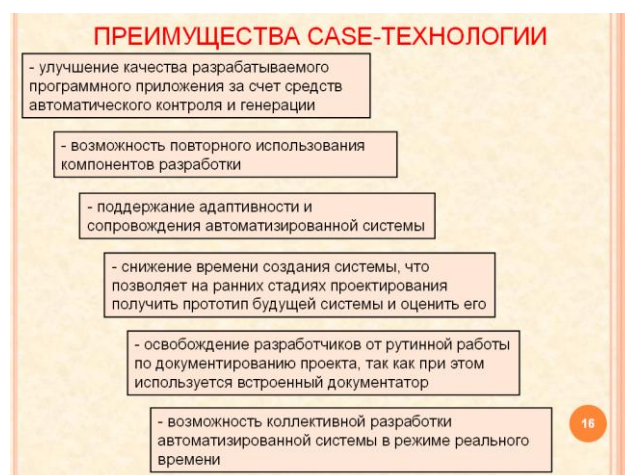 ПРЕИМУЩЕСТВА CASE-ТЕХНОЛОГИИ
- улучшение качества разрабатываемого
программного приложения за счет средств
автоматического контроля и генерации
- возможность повторного использования
компонентов разработки
- поддержание адаптивности и
сопровождения автоматизированной системы
- снижение времени создания системы, что
позволяет на ранних стадиях проектирования
получить прототип будущей системы и оценить его
- освобождение разработчиков от рутинной работы
по документированию проекта, так как при этом
используется встроенный документатор
- возможность коллективной разработки
автоматизированной системы в режиме реального
времени
16